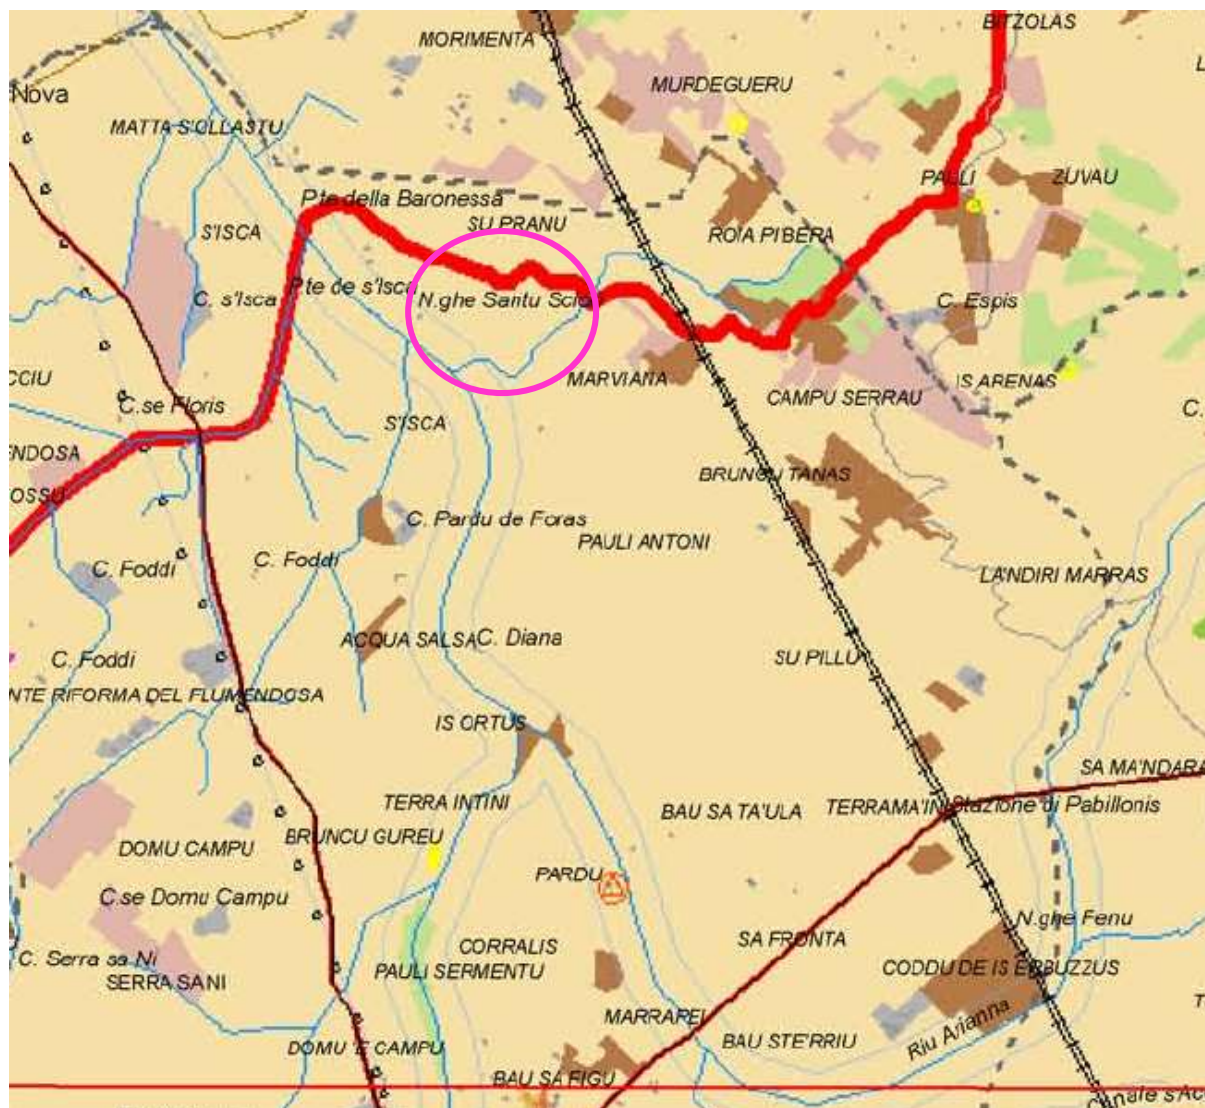 BITZOLAS
MORIMENTA
L
MURDEGUERU
Nova
MATTA S'OLLASTU
PAULI
ZUVAU
P.te della Baronessa
SU PRANU
S'ISCA
ROIA PIBERA
P.te de s'Isca
C. s'Isca
N.ghe Santu Scio
C. Espis
CCIU
MARVIANA
IS ARENAS
CAMPU SERRAU
C.se Floris
C.
S'ISCA
ENDOSA
BRUNCU TANAS
OSSU
C. Pardu de Foras
PAULI ANTONI
C. Foddi
C. Foddi
LANDIRI MARRAS
ACQUA SALSA
C. Diana
C. Foddi
SU PILLU
NTE RIFORMA DEL FLUMENDOSA
IS ORTUS
SA MA'NDARA
TERRA INTINI
BAU SA TA'ULA
TERRAMA'INI
Stazione di Pabillonis
BRUNCU GUREU
DOMU CAMPU
PARDU
C.se Domu Campu
N.ghe Fenu
SA FRONTA
CORRALIS
C. Serra sa Ni
PAULI SERMENTU
CODDU DE IS ERBUZZUS
SERRA SANI
T
MARRAPEI
Riu Arianna
BAU STE'RRIU
DOMU 'E CAMPU
BAU SA FIGU
Canale s'Ac